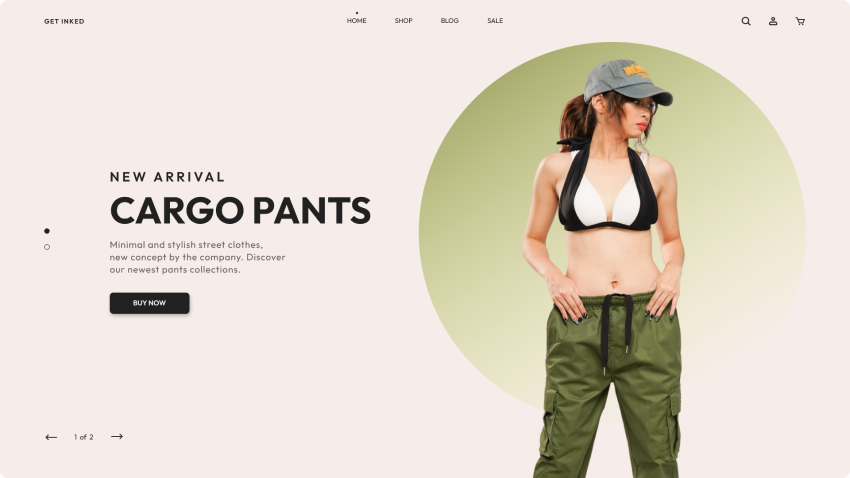 GET INKED
HOME
SHOP
BLOG
SALE
NEW ARRIVAL
CARGO PANTS
Minimal and stylish street clothes,
new concept by the company. Discover
our newest pants collections.
BUY NOW
1 of 2